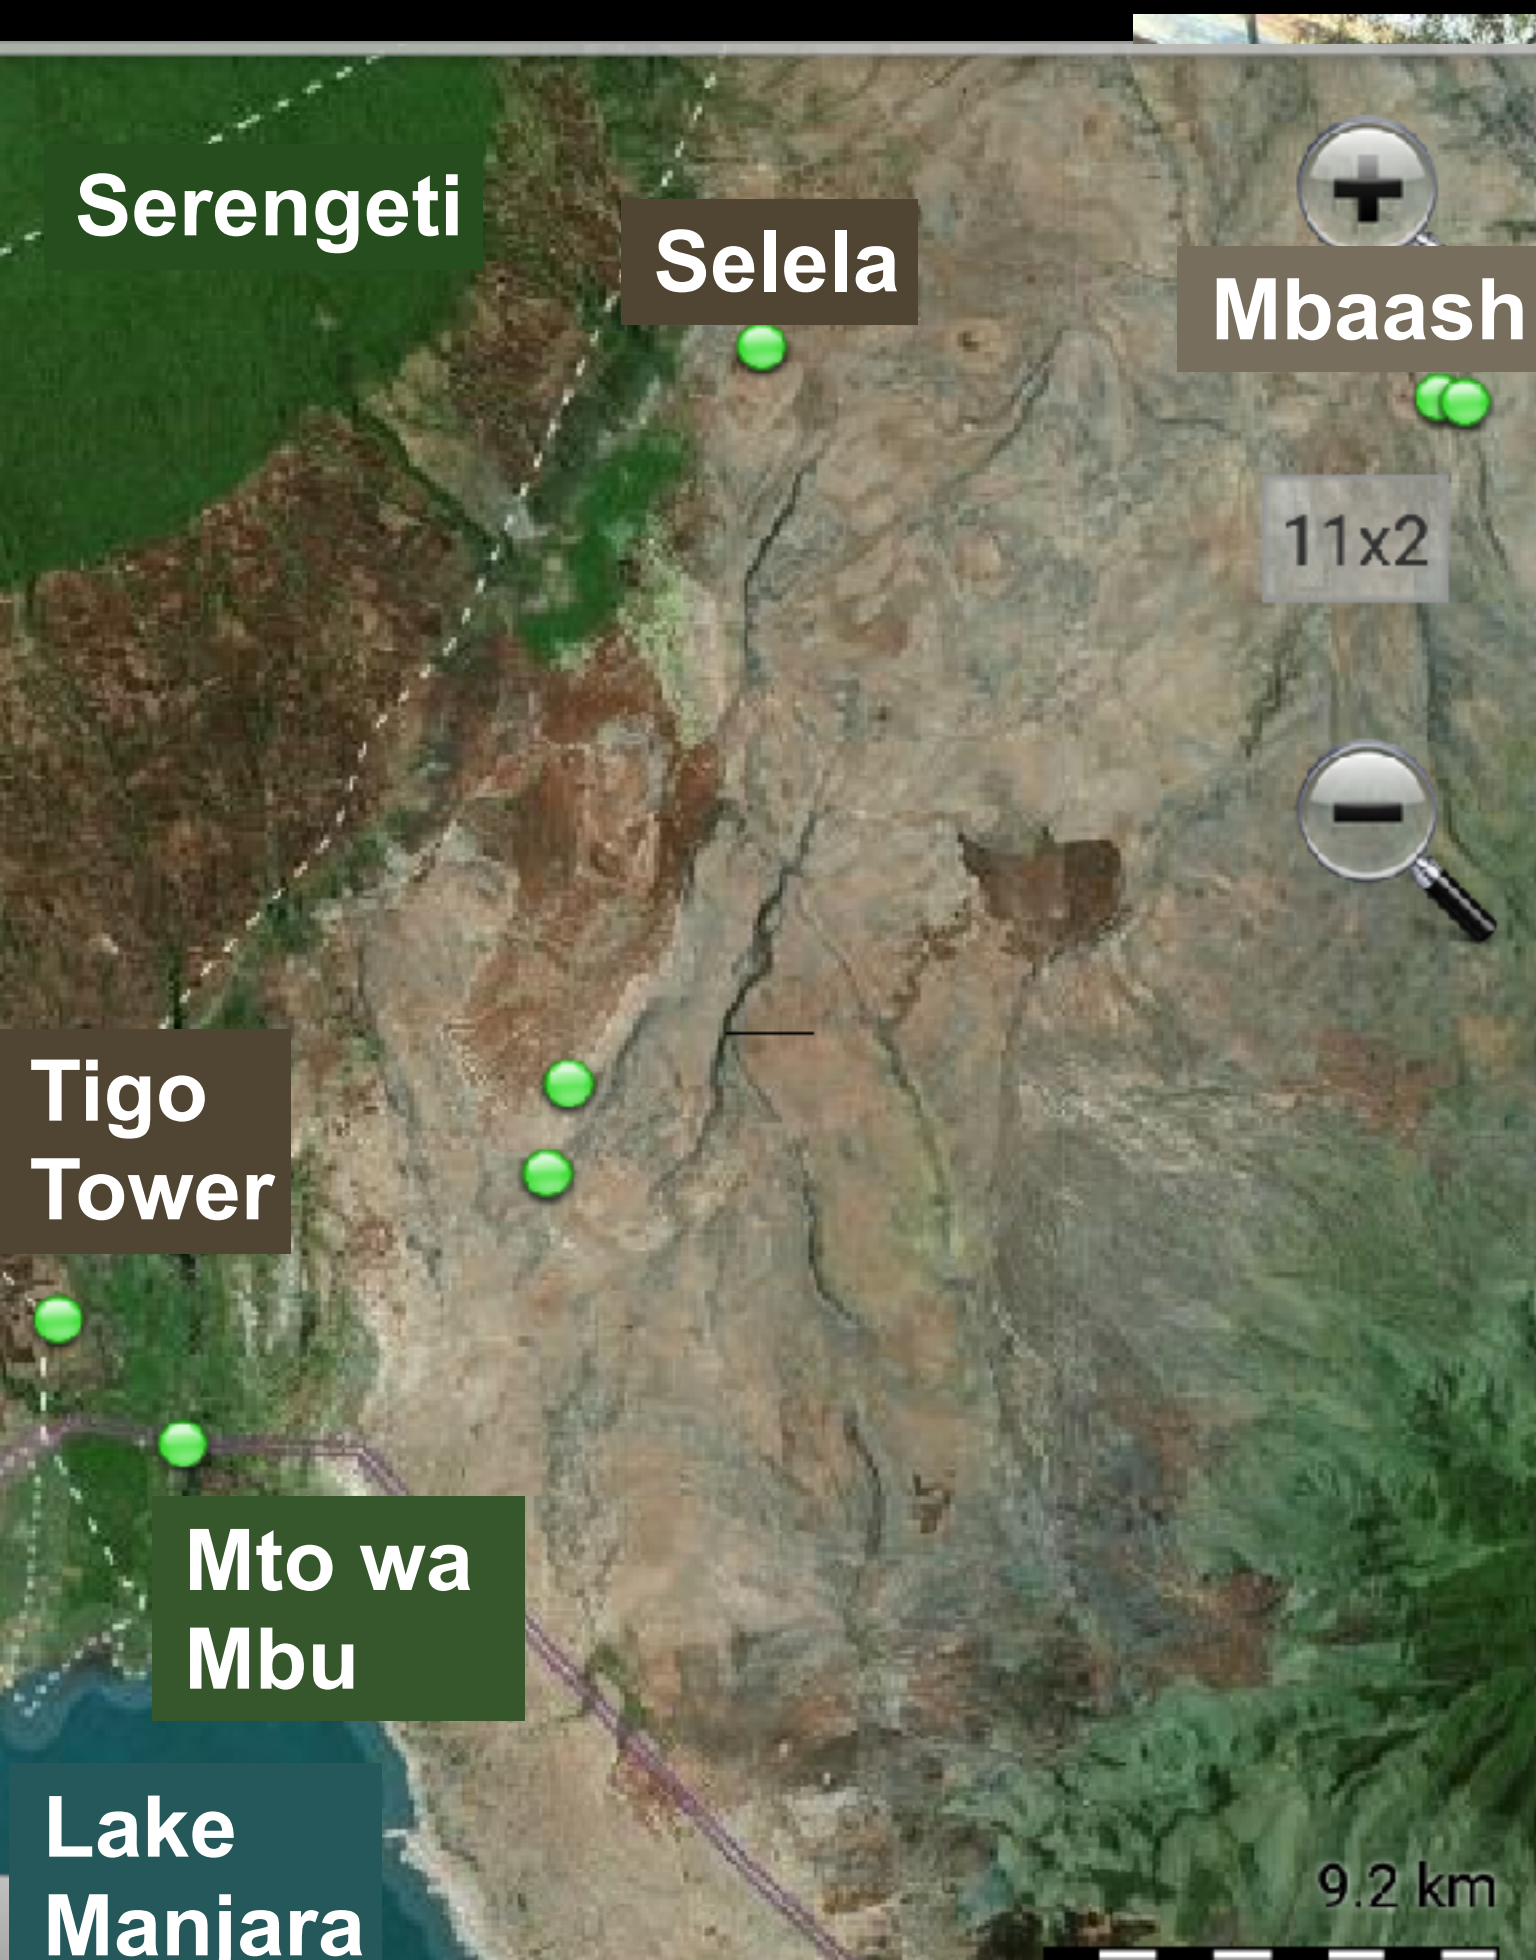 Serengeti
Selela
Mbaash
11x2
Tigo
Tower
Mto wa
Mbu
Lake
Manjara
9.2 km